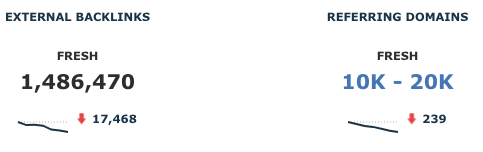 EXTERNAL BACKLINKS
REFERRING DOMAINS
FRESH
FRESH
1,486,470
10K - 20K
17,468
239